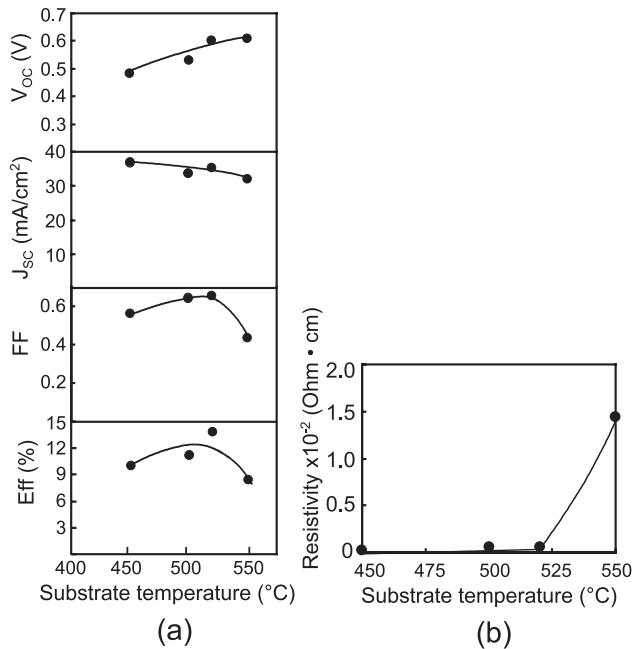 0.7
0.6
0.5
0.4
0.3
V_OC (V)
40
30
20
10
J_SC (mA/cm²)
0.6
0.4
0.2
FF
15
12
9
6
3
Eff (%)
400 450 500 550
Substrate temperature (°C)
(a)
2.0
1.5
1.0
0.5
0
Resistivity x10⁻² (Ohm • cm)
450 475 500 525 550
Substrate temperature (°C)
(b)